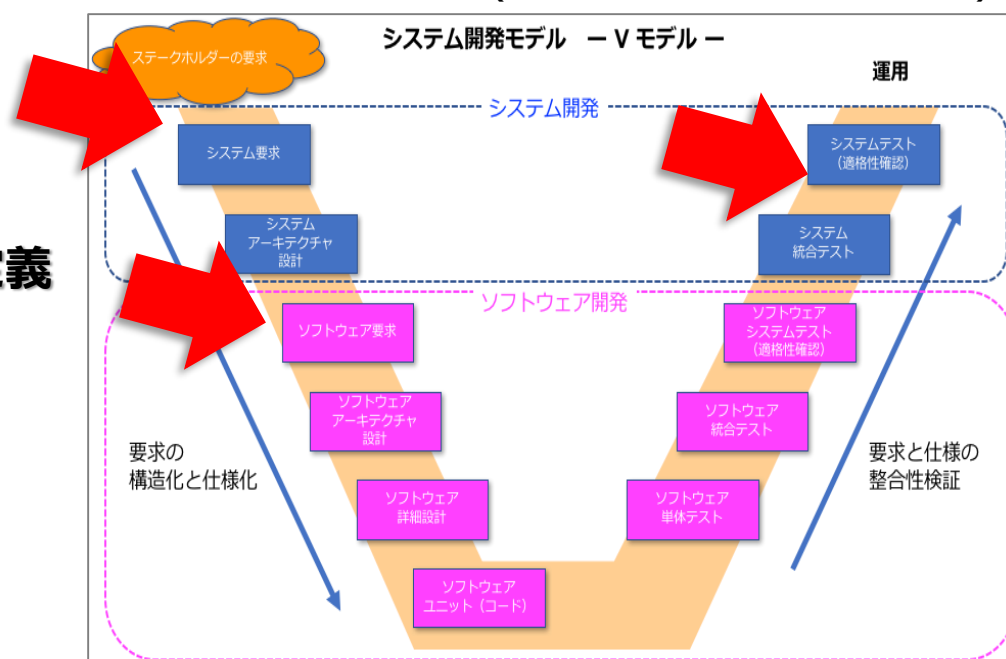 システム開発モデル ー V モデル ー
ステークホルダーの要求
運用
システム開発
システム要求
システムテスト
(適格性確認)
システム
アーキテクチャ
設計
システム
統合テスト
義
ソフトウェア開発
ソフトウェア要求
ソフトウェア
システムテスト
(適格性確認)
ソフトウェア
アーキテクチャ
設計
ソフトウェア
統合テスト
要求の
構造化と仕様化
要求と仕様の
整合性検証
ソフトウェア
詳細設計
ソフトウェア
単体テスト
ソフトウェア
ユニット（コード）